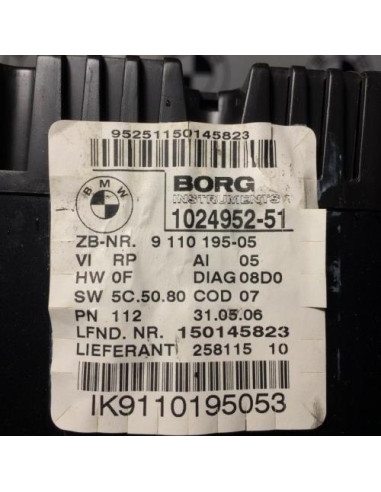 95251150145823
BMW
BORG
INSTRUMENTS
1024952-51
ZB-NR. 9 110 195-05
VI RP AI 05
HW 0F DIAG 08D0
SW 5C.50.80 COD 07
PN 112 31.05.06
LFND. NR. 150145823
LIEFERANT 258115 10
IK9110195053